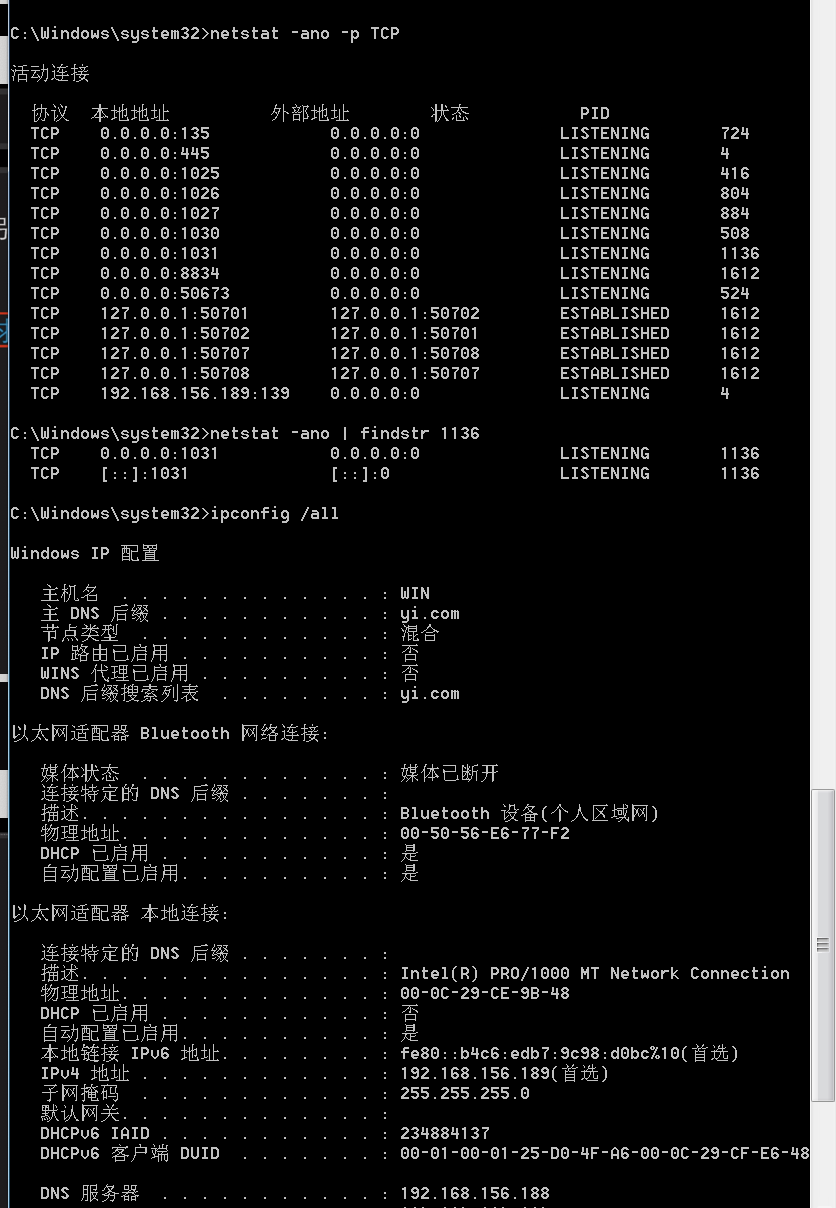 C:\Windows\system32>netstat -ano -p TCP
活动连接
协议 本地地址 外部地址 状态 PID
TCP 0.0.0.0:135 0.0.0.0:0 LISTENING 724
TCP 0.0.0.0:445 0.0.0.0:0 LISTENING 4
TCP 0.0.0.0:1025 0.0.0.0:0 LISTENING 416
TCP 0.0.0.0:1026 0.0.0.0:0 LISTENING 804
TCP 0.0.0.0:1027 0.0.0.0:0 LISTENING 884
TCP 0.0.0.0:1030 0.0.0.0:0 LISTENING 508
TCP 0.0.0.0:1031 0.0.0.0:0 LISTENING 1136
TCP 0.0.0.0:8834 0.0.0.0:0 LISTENING 1612
TCP 0.0.0.0:50673 0.0.0.0:0 LISTENING 524
TCP 127.0.0.1:50701 127.0.0.1:50702 ESTABLISHED 1612
TCP 127.0.0.1:50702 127.0.0.1:50701 ESTABLISHED 1612
TCP 127.0.0.1:50707 127.0.0.1:50708 ESTABLISHED 1612
TCP 127.0.0.1:50708 127.0.0.1:50707 ESTABLISHED 1612
TCP 192.168.156.189:139 0.0.0.0:0 LISTENING 4
C:\Windows\system32>netstat -ano | findstr 1136
TCP 0.0.0.0:1031 0.0.0.0:0 LISTENING 1136
TCP [::]:1031 [::]:0 LISTENING 1136
C:\Windows\system32>ipconfig /all
Windows IP 配置
主机名 . . . . . . . . . . . . . : WIN
主 DNS 后缀 . . . . . . . . . . . : yi.com
节点类型 . . . . . . . . . . . . : 混合
IP 路由已启用 . . . . . . . . . . : 否
WINS 代理已启用 . . . . . . . . . : 否
DNS 后缀搜索列表 . . . . . . . . : yi.com
以太网适配器 Bluetooth 网络连接:
媒体状态 . . . . . . . . . . . . : 媒体已断开
连接特定的 DNS 后缀 . . . . . . . :
描述. . . . . . . . . . . . . . . : Bluetooth 设备(个人区域网)
物理地址. . . . . . . . . . . . . : 00-50-56-E6-77-F2
DHCP 已启用 . . . . . . . . . . . : 是
自动配置已启用. . . . . . . . . . : 是
以太网适配器 本地连接:
连接特定的 DNS 后缀 . . . . . . . :
描述. . . . . . . . . . . . . . . : Intel(R) PRO/1000 MT Network Connection
物理地址. . . . . . . . . . . . . : 00-0C-29-CE-9B-48
DHCP 已启用 . . . . . . . . . . . : 否
自动配置已启用. . . . . . . . . . : 是
本地链接 IPv6 地址. . . . . . . . : fe80::b4c6:edb7:9c98:d0bc%10(首选)
IPv4 地址 . . . . . . . . . . . . : 192.168.156.189(首选)
子网掩码 . . . . . . . . . . . . : 255.255.255.0
默认网关. . . . . . . . . . . . . :
DHCPv6 IAID . . . . . . . . . . . : 234884137
DHCPv6 客户端 DUID . . . . . . . : 00-01-00-01-25-D0-4F-A6-00-0C-29-CF-E6-48
DNS 服务器 . . . . . . . . . . . : 192.168.156.188